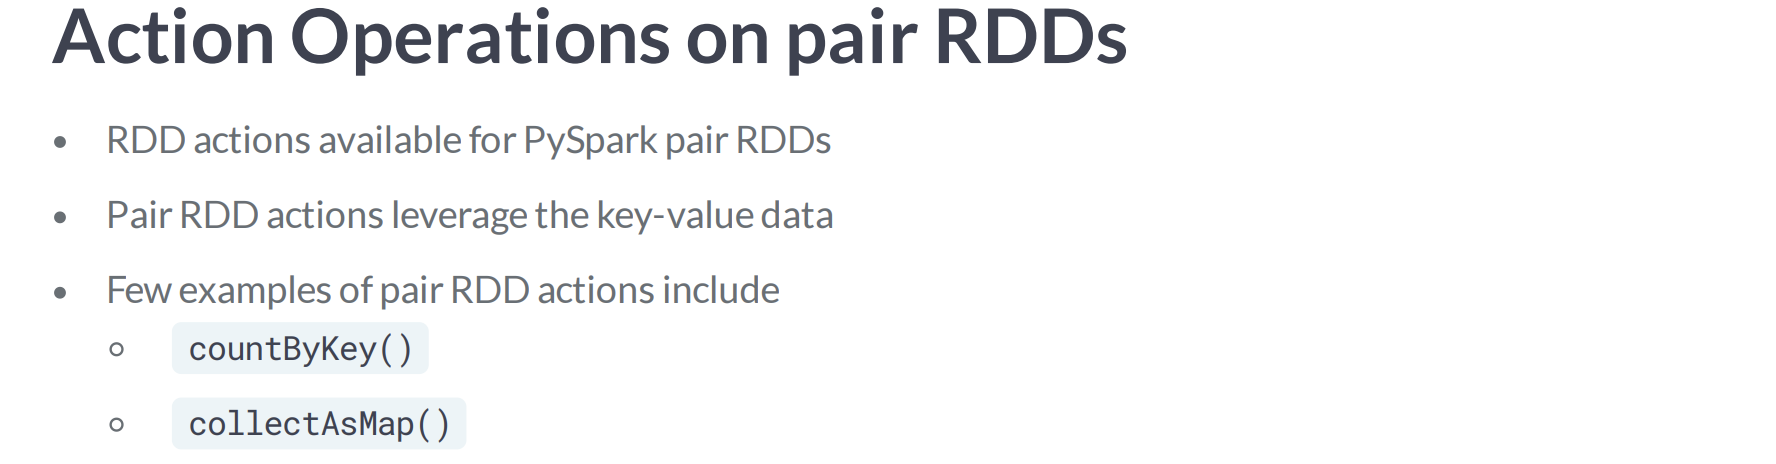 Action Operations on pair RDDs
• RDD actions available for PySpark pair RDDs
• Pair RDD actions leverage the key-value data
• Few examples of pair RDD actions include
○ countByKey()
○ collectAsMap()